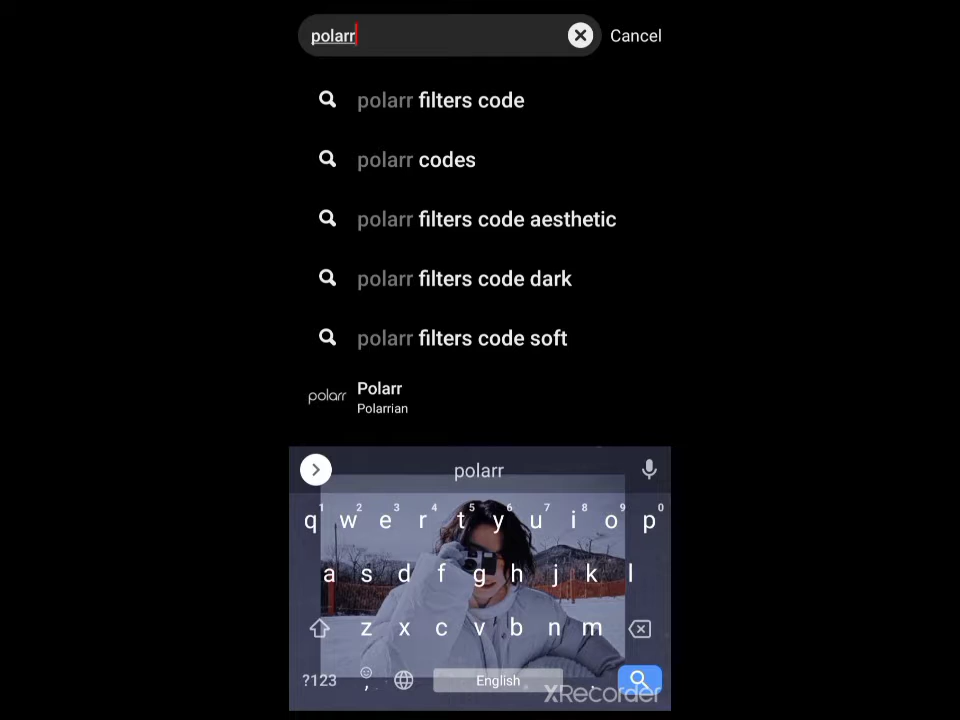 polarr
Cancel
polarr filters code
polarr codes
polarr filters code aesthetic
polarr filters code dark
polarr filters code soft
polarr
Polarr
Polarrian
polarr
1 2 3 4 5 6 7 8 9 0
q w e r t y u i o p
a s d f g h j k l
z x c v b n m
?123 , English .
XRecorder